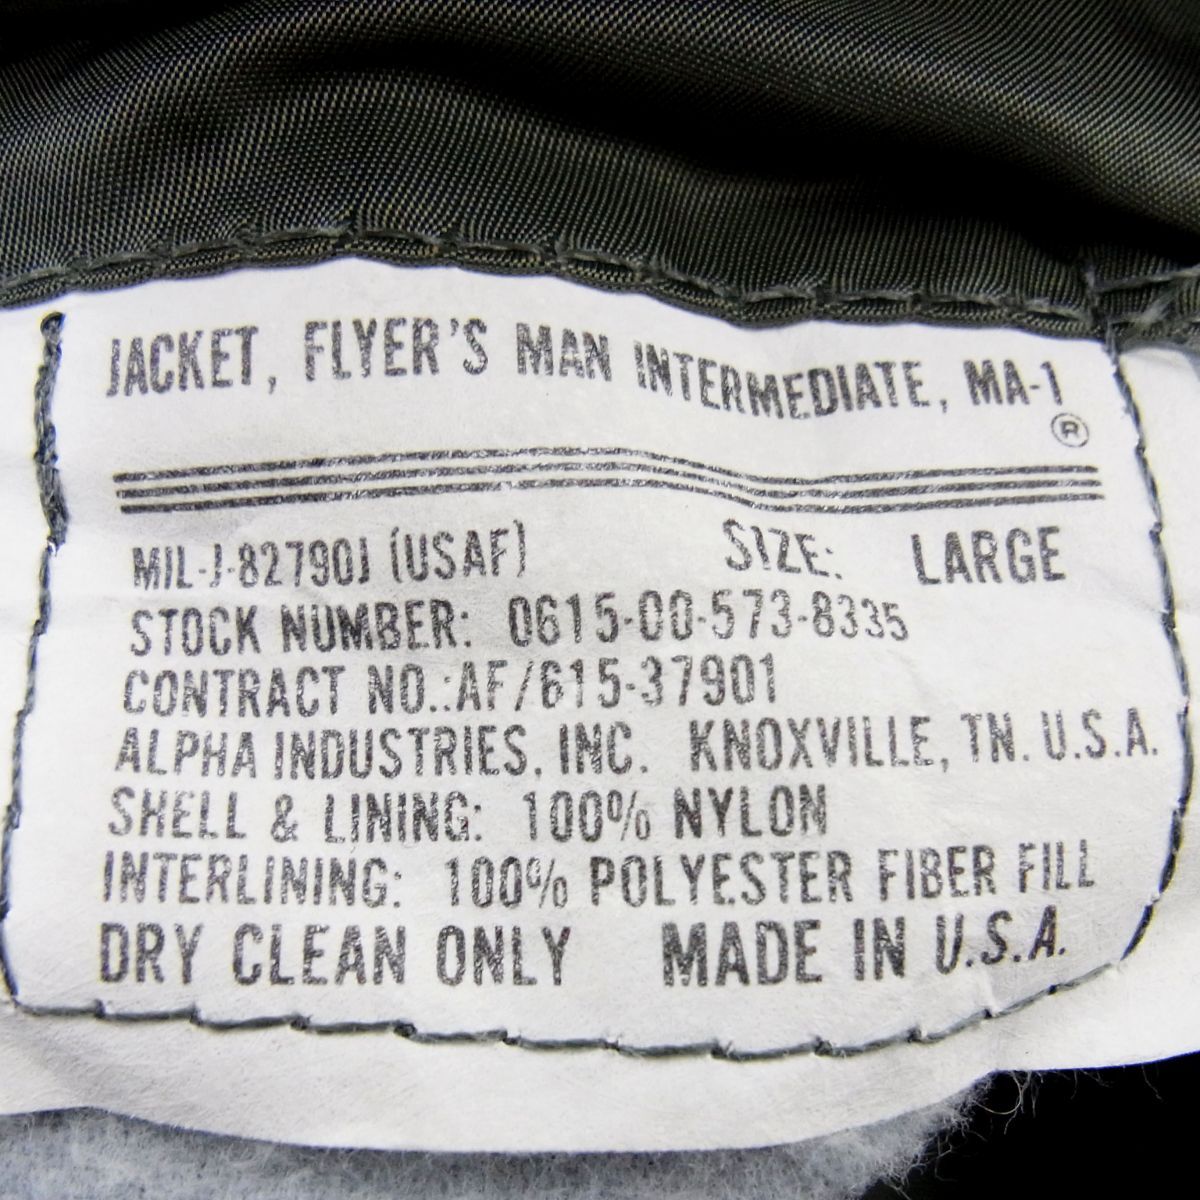 JACKET, FLYER'S MAN INTERMEDIATE, MA-1
®
MIL-J-82790J (USAF) SIZE: LARGE
STOCK NUMBER: 0615-00-573-8335
CONTRACT NO.:AF/615-37901
ALPHA INDUSTRIES, INC. KNOXVILLE, TN. U.S.A.
SHELL & LINING: 100% NYLON
INTERLINING: 100% POLYESTER FIBER FILL
DRY CLEAN ONLY MADE IN U.S.A.